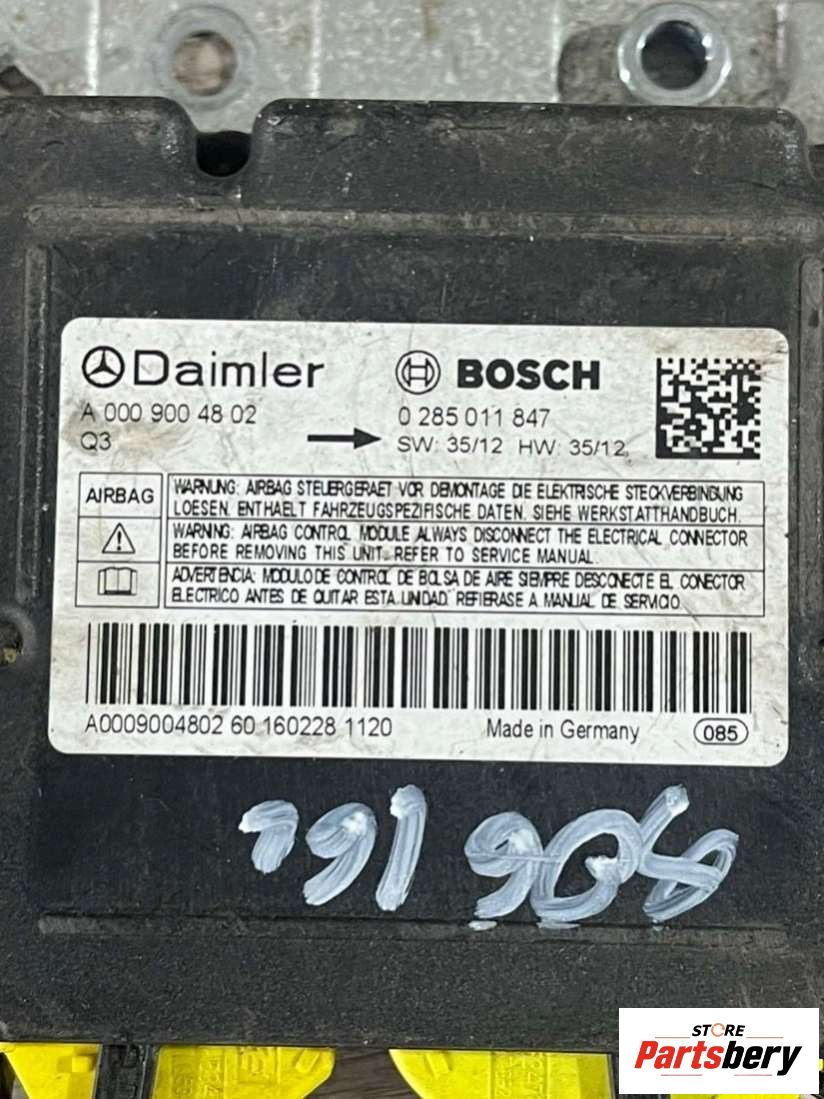 Daimler
BOSCH
A 000 900 48 02
0 285 011 847
Q3
SW: 35/12 HW: 35/12
AIRBAG
WARNUNG: AIRBAG STEUERGERAET VOR DEMONTAGE DIE ELEKTRISCHE STECKVERBINDUNG
LOESEN. ENTHAELT FAHRZEUGSPEZIFISCHE DATEN. SIEHE WERKSTATTHANDBUCH.
WARNING: AIRBAG CONTROL MODULE ALWAYS DISCONNECT THE ELECTRICAL CONNECTOR
BEFORE REMOVING THIS UNIT. REFER TO SERVICE MANUAL.
ADVERTENCIA: MODULO DE CONTROL DE BOLSA DE AIRE SIEMPRE DESCONECTE EL CONECTOR
ELECTRICO ANTES DE QUITAR ESTA UNIDAD. REFIERASE A MANUAL DE SERVICIO.
A0009004802 60 160228 1120
Made in Germany
085
STORE
Partsbery